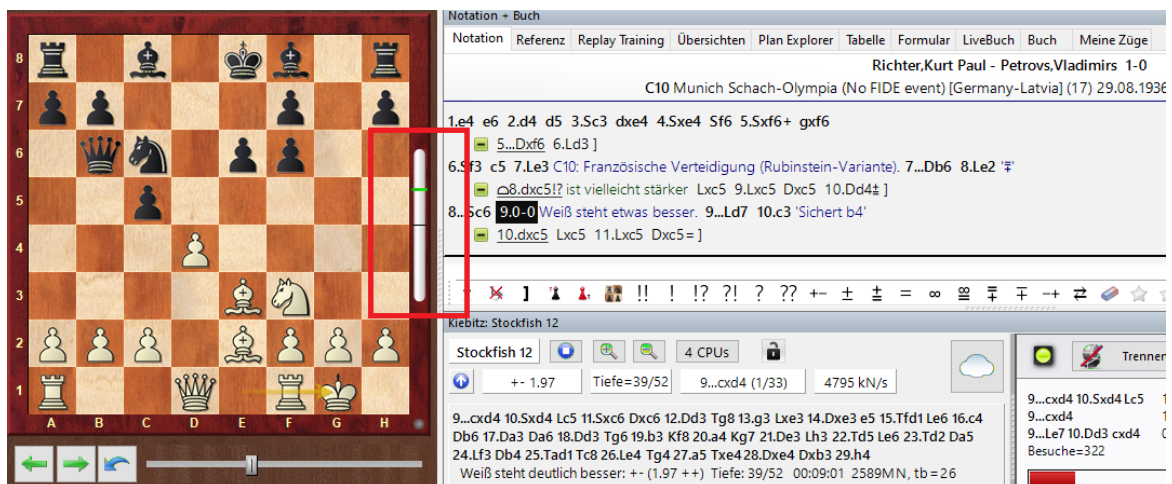 Notation + Buch
Notation Referenz Replay Training Übersichten Plan Explorer Tabelle Formular LiveBuch Buch Meine Züge
Richter,Kurt Paul - Petrovs,Vladimirs 1-0
C10 Munich Schach-Olympia (No FIDE event) [Germany-Latvia] (17) 29.08.1936
1.e4 e6 2.d4 d5 3.Sc3 dxe4 4.Sxe4 Sf6 5.Sxf6+ gxf6
5...Dxf6 6.Ld3 ]
6.Sf3 c5 7.Le3 C10: Französische Verteidigung (Rubinstein-Variante). 7...Db6 8.Le2 '∓'
⌓8.dxc5!? ist vielleicht stärker Lxc5 9.Lxc5 Dxc5 10.Dd4± ]
8...Sc6 9.0-0 Weiß steht etwas besser. 9...Ld7 10.c3 'Sichert b4'
10.dxc5 Lxc5 11.Lxc5 Dxc5= ]
] !! ! !? ?! ? ?? +- ± ⩲ = ∞ ⩱ ∓ -+ ⇄
Kiebitz: Stockfish 12
Stockfish 12 4 CPUs
+- 1.97 Tiefe=39/52 9...cxd4 (1/33) 4795 kN/s
Trennen
9...cxd4 10.Sxd4 Lc5 11.Sxc6 Dxc6 12.Dd3 Tg8 13.g3 Lxe3 14.Dxe3 e5 15.Tfd1 Le6 16.c4
Db6 17.Da3 Da6 18.Dd3 Tg6 19.b3 Kf8 20.a4 Kg7 21.De3 Lh3 22.Td5 Le6 23.Td2 Da5
24.Lf3 Db4 25.Tad1 Tc8 26.Le4 Tg4 27.a5 Txe4 28.Dxe4 Dxb3 29.h4
Weiß steht deutlich besser: +- (1.97 ++) Tiefe: 39/52 00:09:01 2589MN, tb=26
9...cxd4 10.Sxd4 Lc5
9...cxd4
9...Le7 10.Dd3 cxd4
Besuche=322
8
7
6
5
4
3
2
1
A B C D E F G H